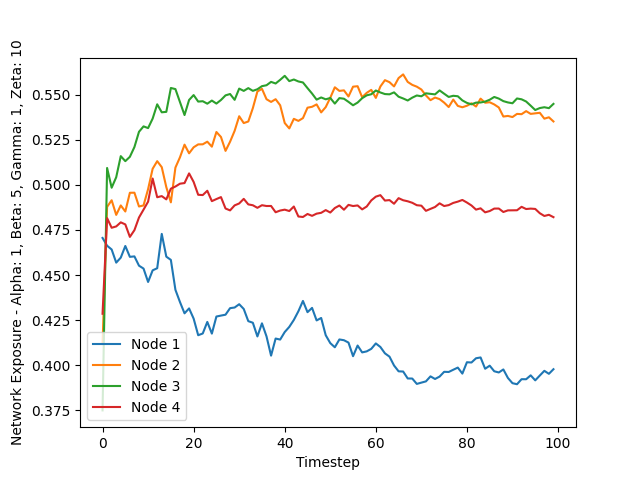 Network Exposure - Alpha: 1, Beta: 5, Gamma: 1, Zeta: 10
0.550
0.525
0.500
0.475
0.450
0.425
0.400
0.375
Node 1
Node 2
Node 3
Node 4
0 20 40 60 80 100
Timestep